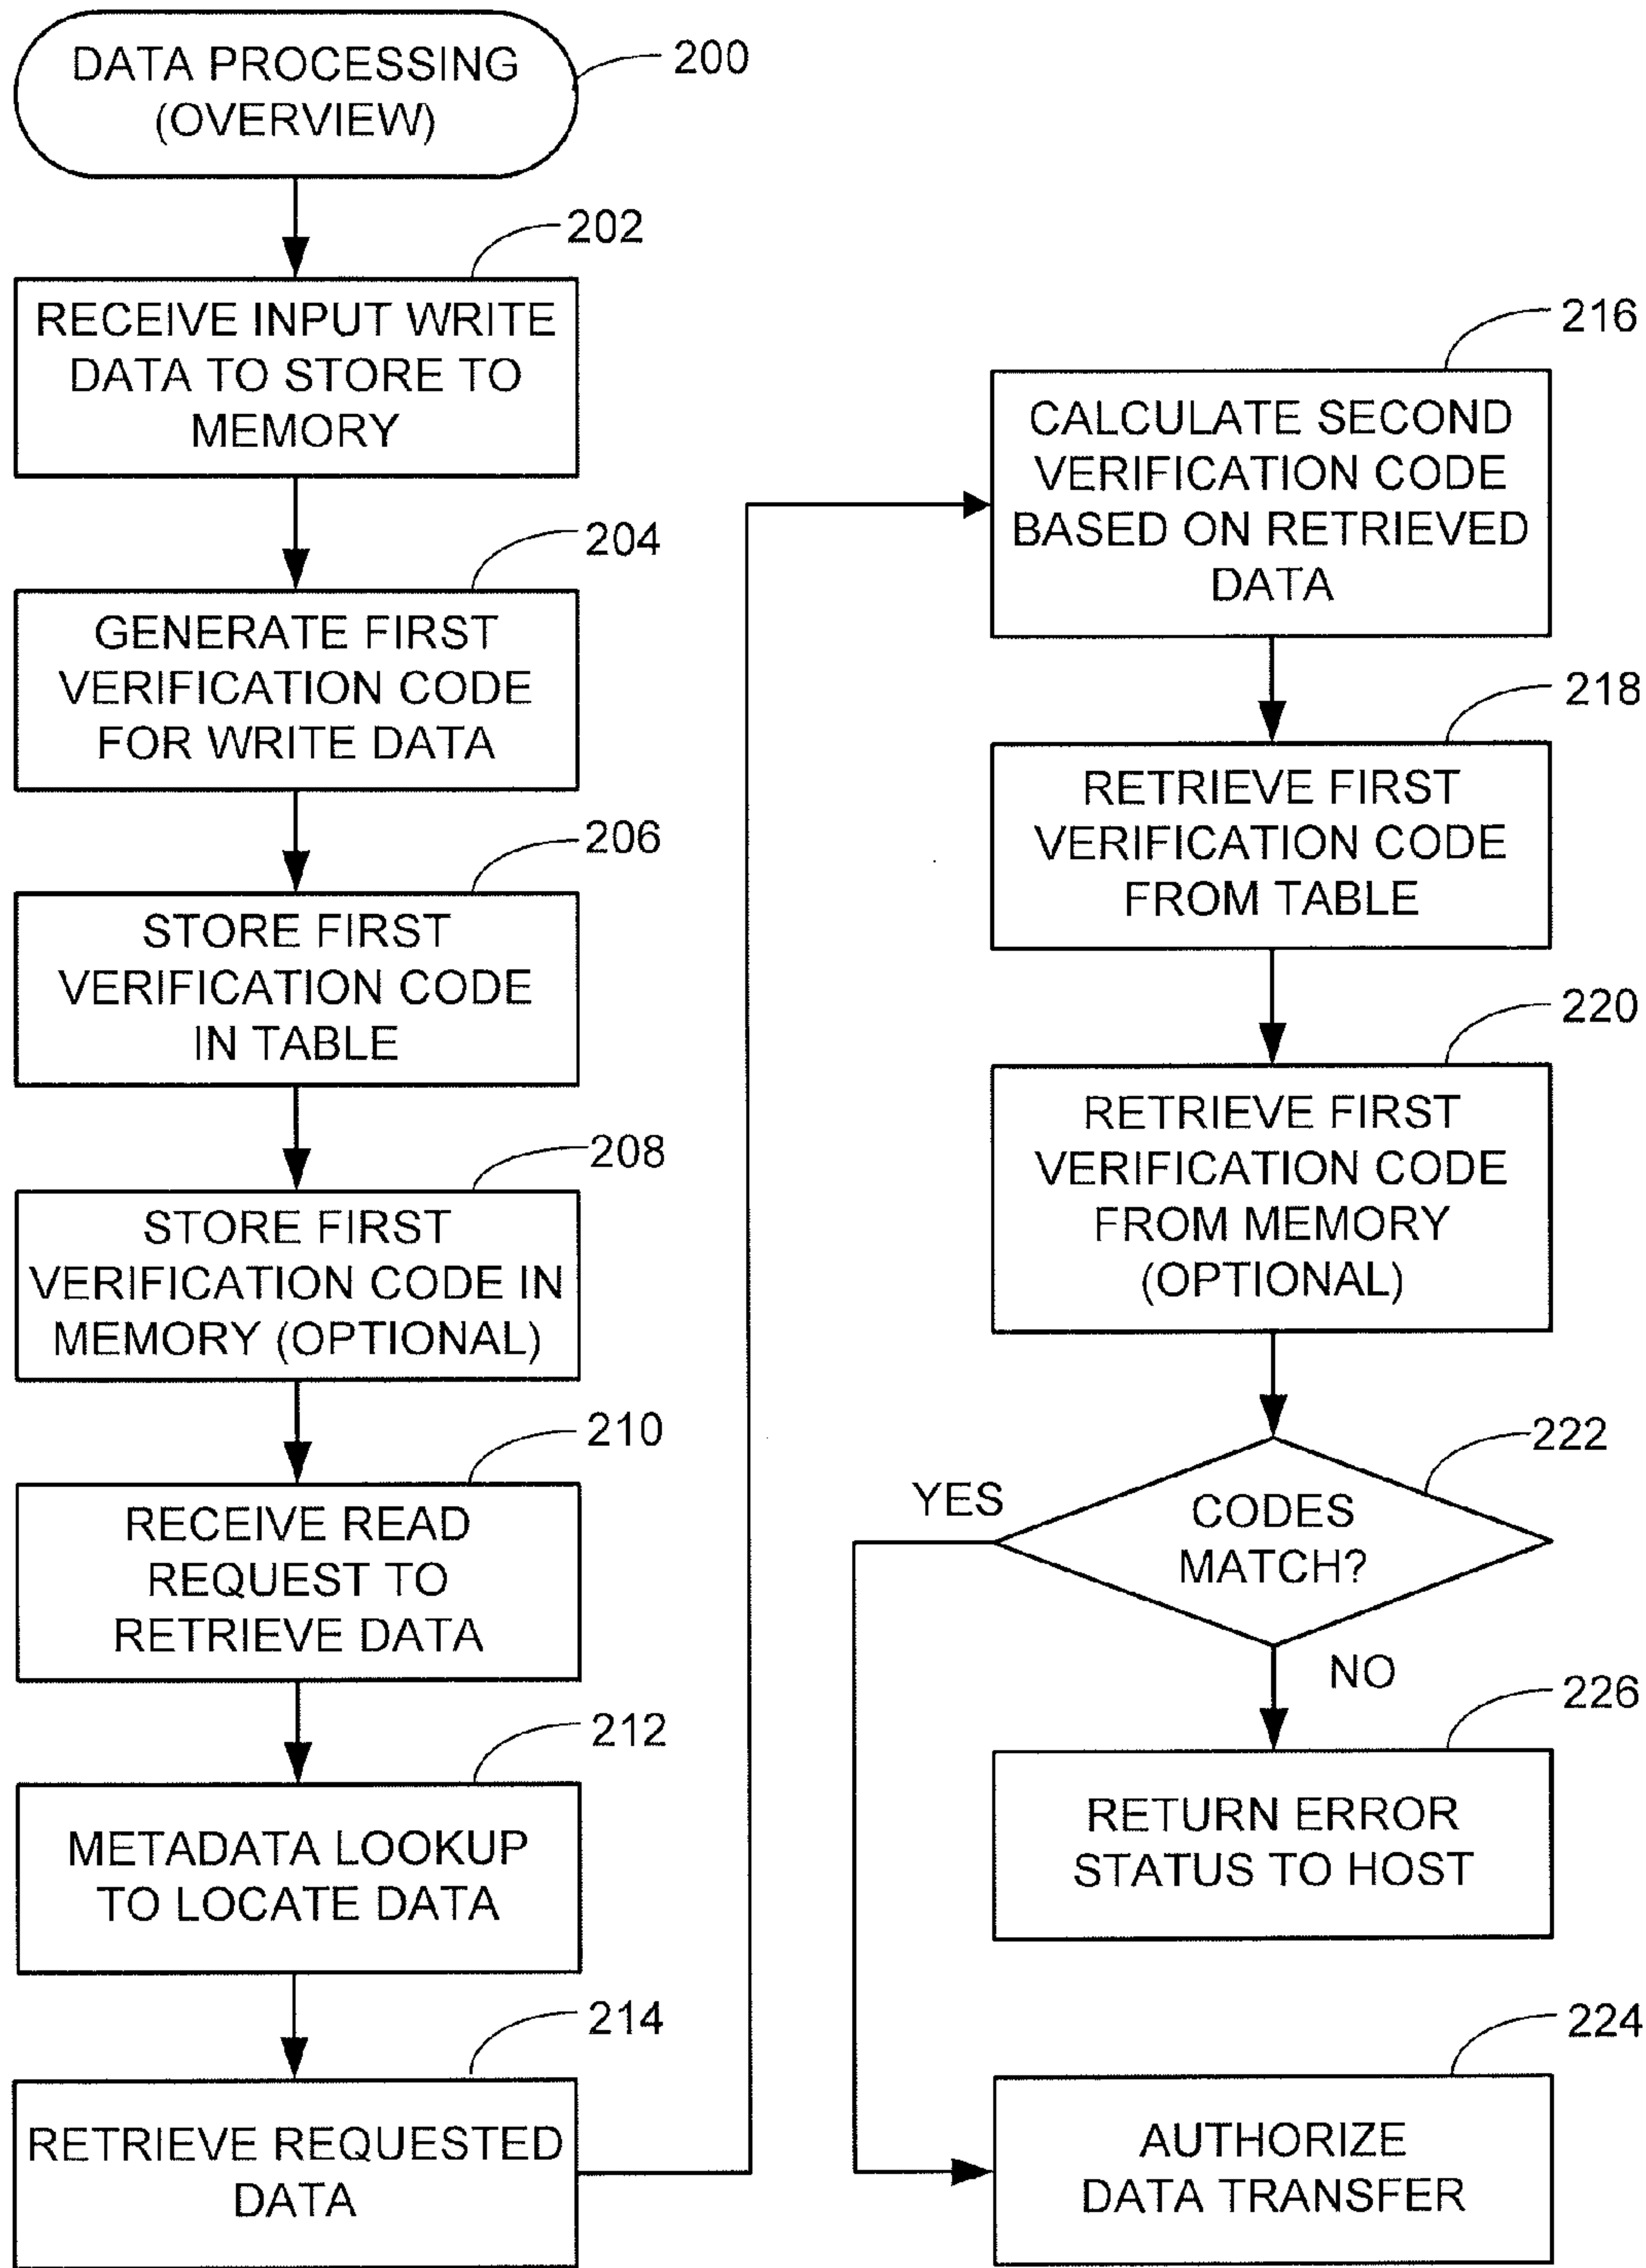 DATA PROCESSING
(OVERVIEW)
200
202
RECEIVE INPUT WRITE
DATA TO STORE TO
MEMORY
204
GENERATE FIRST
VERIFICATION CODE
FOR WRITE DATA
206
STORE FIRST
VERIFICATION CODE
IN TABLE
208
STORE FIRST
VERIFICATION CODE IN
MEMORY (OPTIONAL)
210
RECEIVE READ
REQUEST TO
RETRIEVE DATA
212
METADATA LOOKUP
TO LOCATE DATA
214
RETRIEVE REQUESTED
DATA
216
CALCULATE SECOND
VERIFICATION CODE
BASED ON RETRIEVED
DATA
218
RETRIEVE FIRST
VERIFICATION CODE
FROM TABLE
220
RETRIEVE FIRST
VERIFICATION CODE
FROM MEMORY
(OPTIONAL)
222
YES
CODES
MATCH?
NO
226
RETURN ERROR
STATUS TO HOST
224
AUTHORIZE
DATA TRANSFER